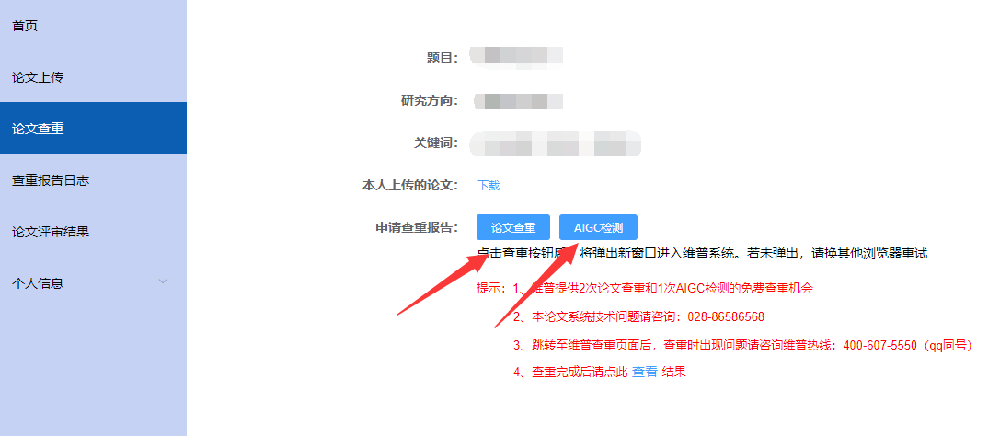 首页
论文上传
论文查重
查重报告日志
论文评审结果
个人信息
题目：
研究方向：
关键词：
本人上传的论文： 下载
申请查重报告： 论文查重 AIGC检测
点击查重按钮后，将弹出新窗口进入维普系统。若未弹出，请换其他浏览器重试
提示：1、维普提供2次论文查重和1次AIGC检测的免费查重机会
2、本论文系统技术问题请咨询：028-86586568
3、跳转至维普查重页面后，查重时出现问题请咨询维普热线：400-607-5550（qq同号）
4、查重完成后请点此 查看 结果